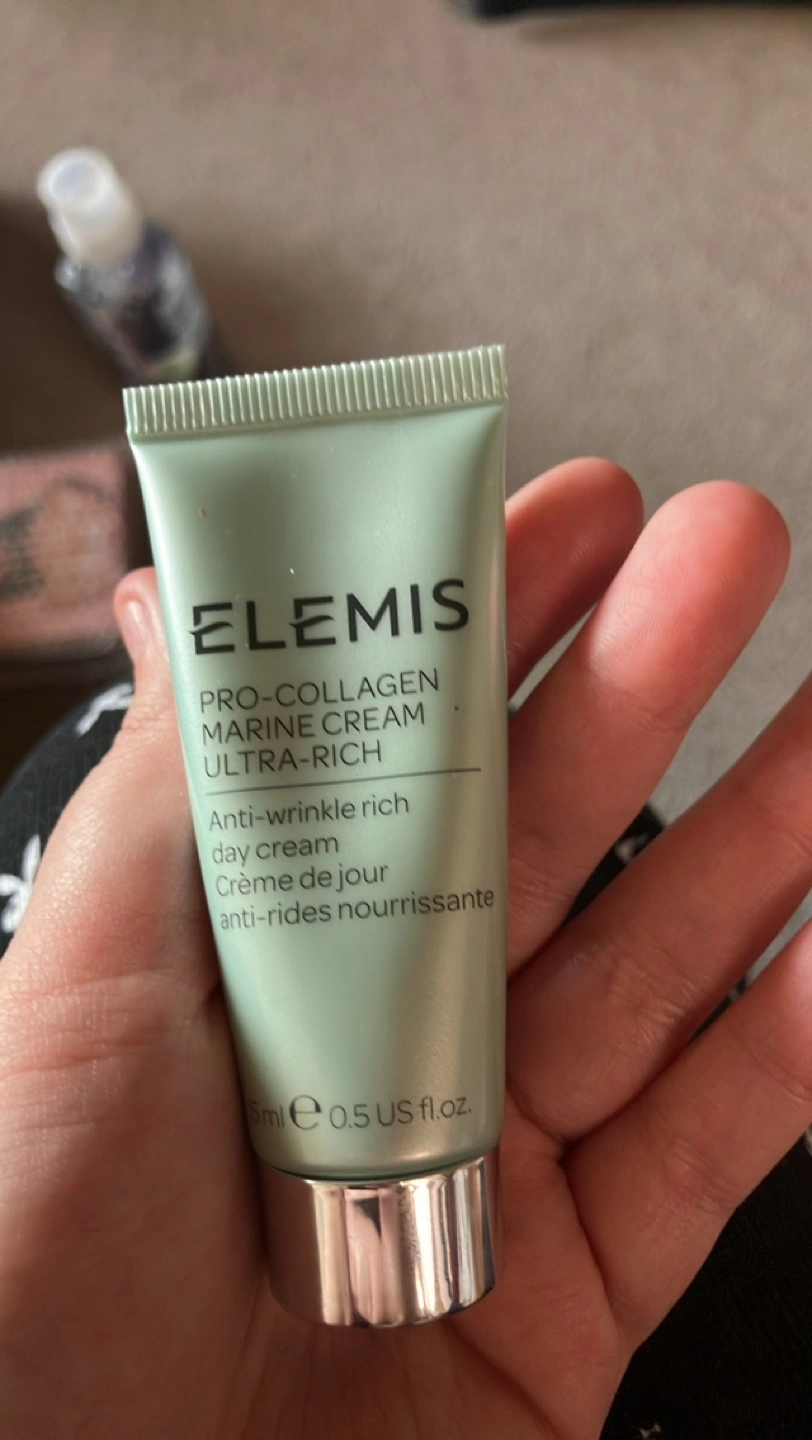 ELEMIS
PRO-COLLAGEN
MARINE CREAM
ULTRA-RICH
Anti-wrinkle rich
day cream
Crème de jour
anti-rides nourrissante
5ml e 0.5 US fl.oz.